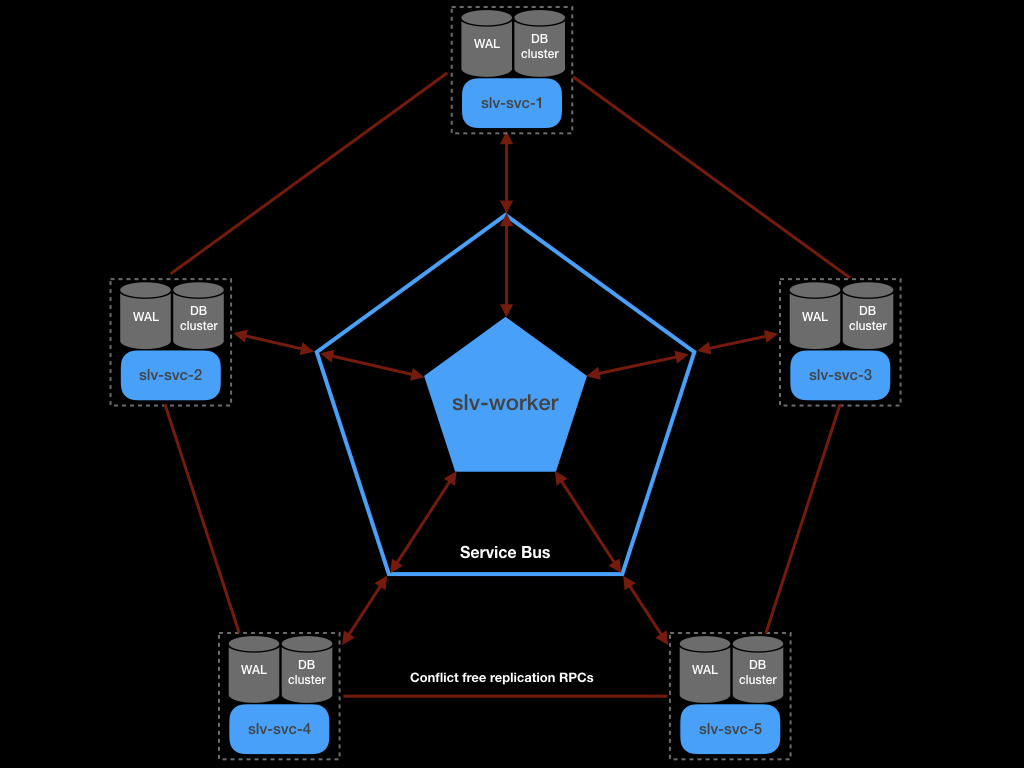 WAL
DB
cluster
slv-svc-1
WAL
DB
cluster
slv-svc-2
WAL
DB
cluster
slv-svc-3
slv-worker
Service Bus
WAL
DB
cluster
slv-svc-4
Conflict free replication RPCs
WAL
DB
cluster
slv-svc-5